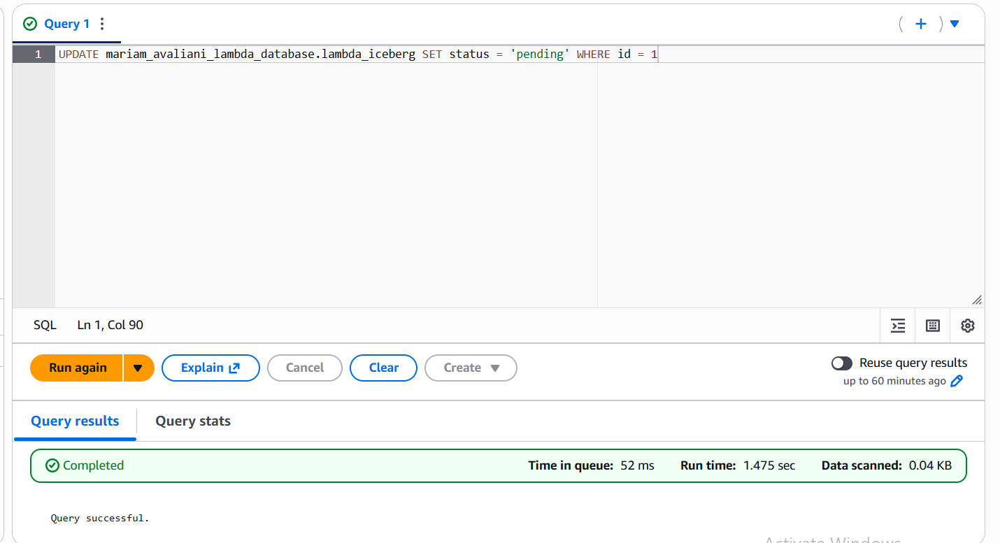 Query 1
( + )
1 UPDATE mariam_avaliani_lambda_database.lambda_iceberg SET status = 'pending' WHERE id = 1
SQL Ln 1, Col 90
Run again Explain Cancel Clear Create
Reuse query results
up to 60 minutes ago
Query results Query stats
Completed Time in queue: 52 ms Run time: 1.475 sec Data scanned: 0.04 KB
Query successful.
Activate Windows